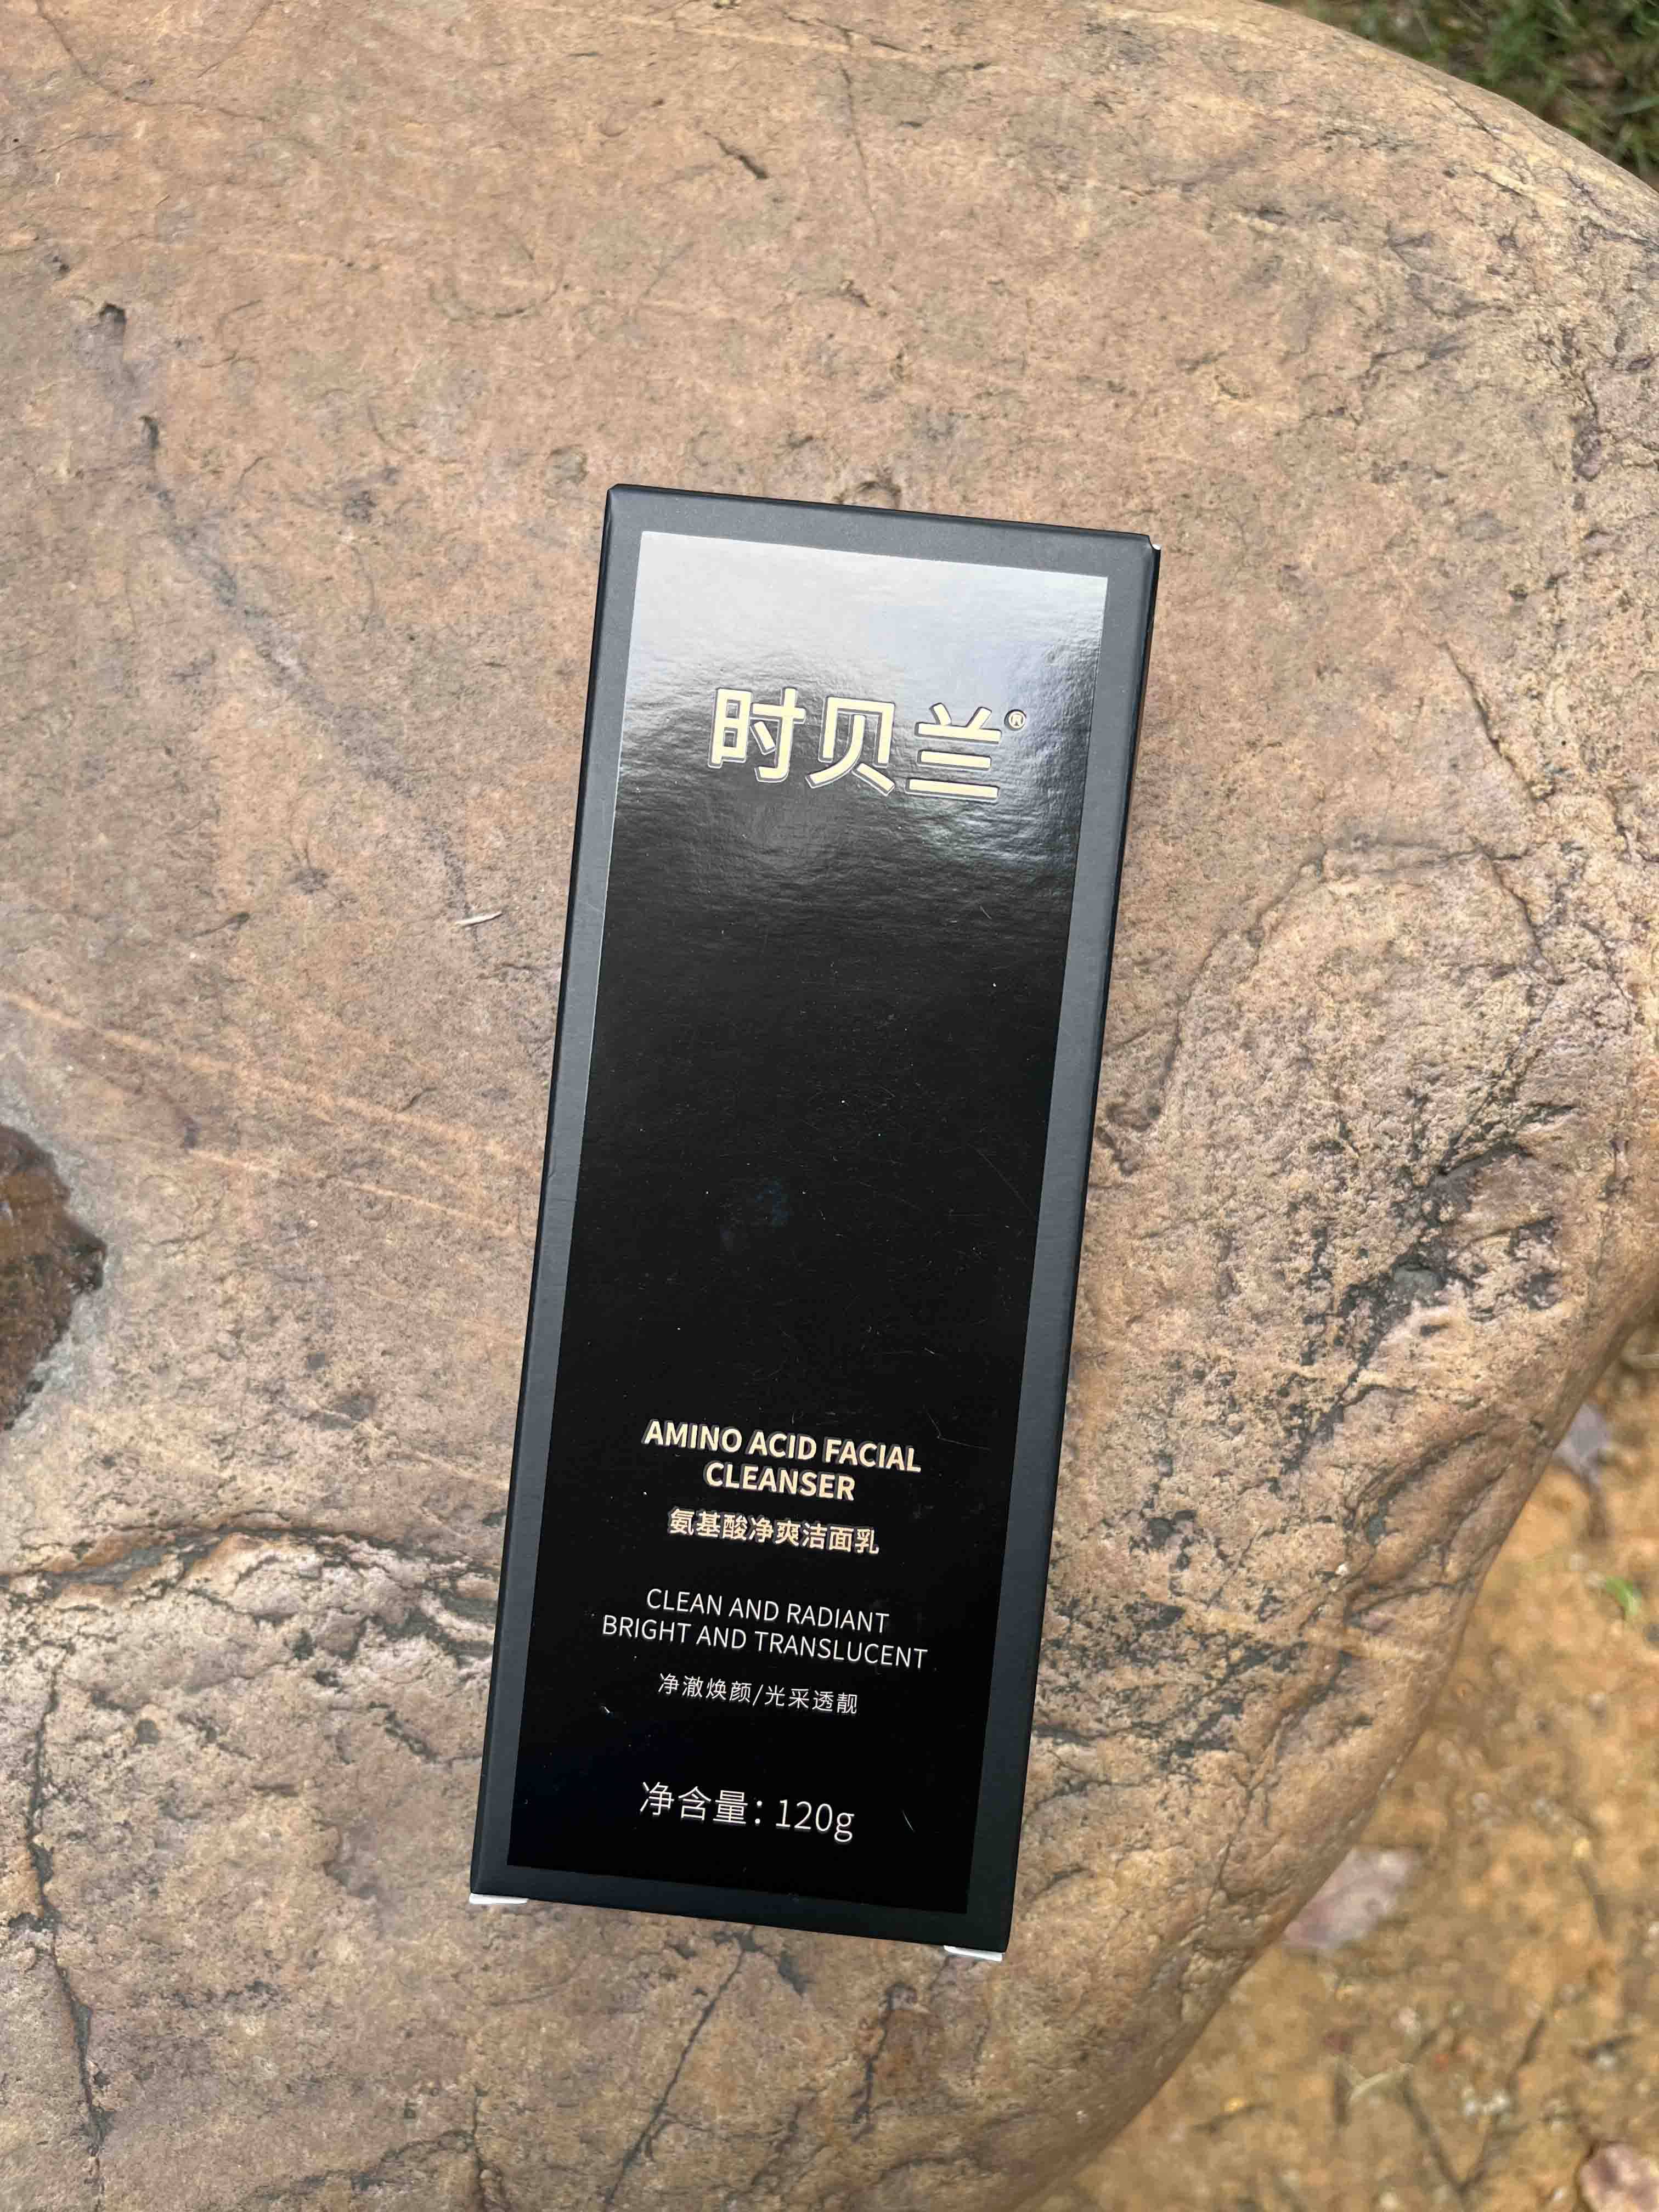 时贝兰®
AMINO ACID FACIAL
CLEANSER
氨基酸净爽洁面乳
CLEAN AND RADIANT
BRIGHT AND TRANSLUCENT
净澈焕颜/光采透靓
净含量：120g